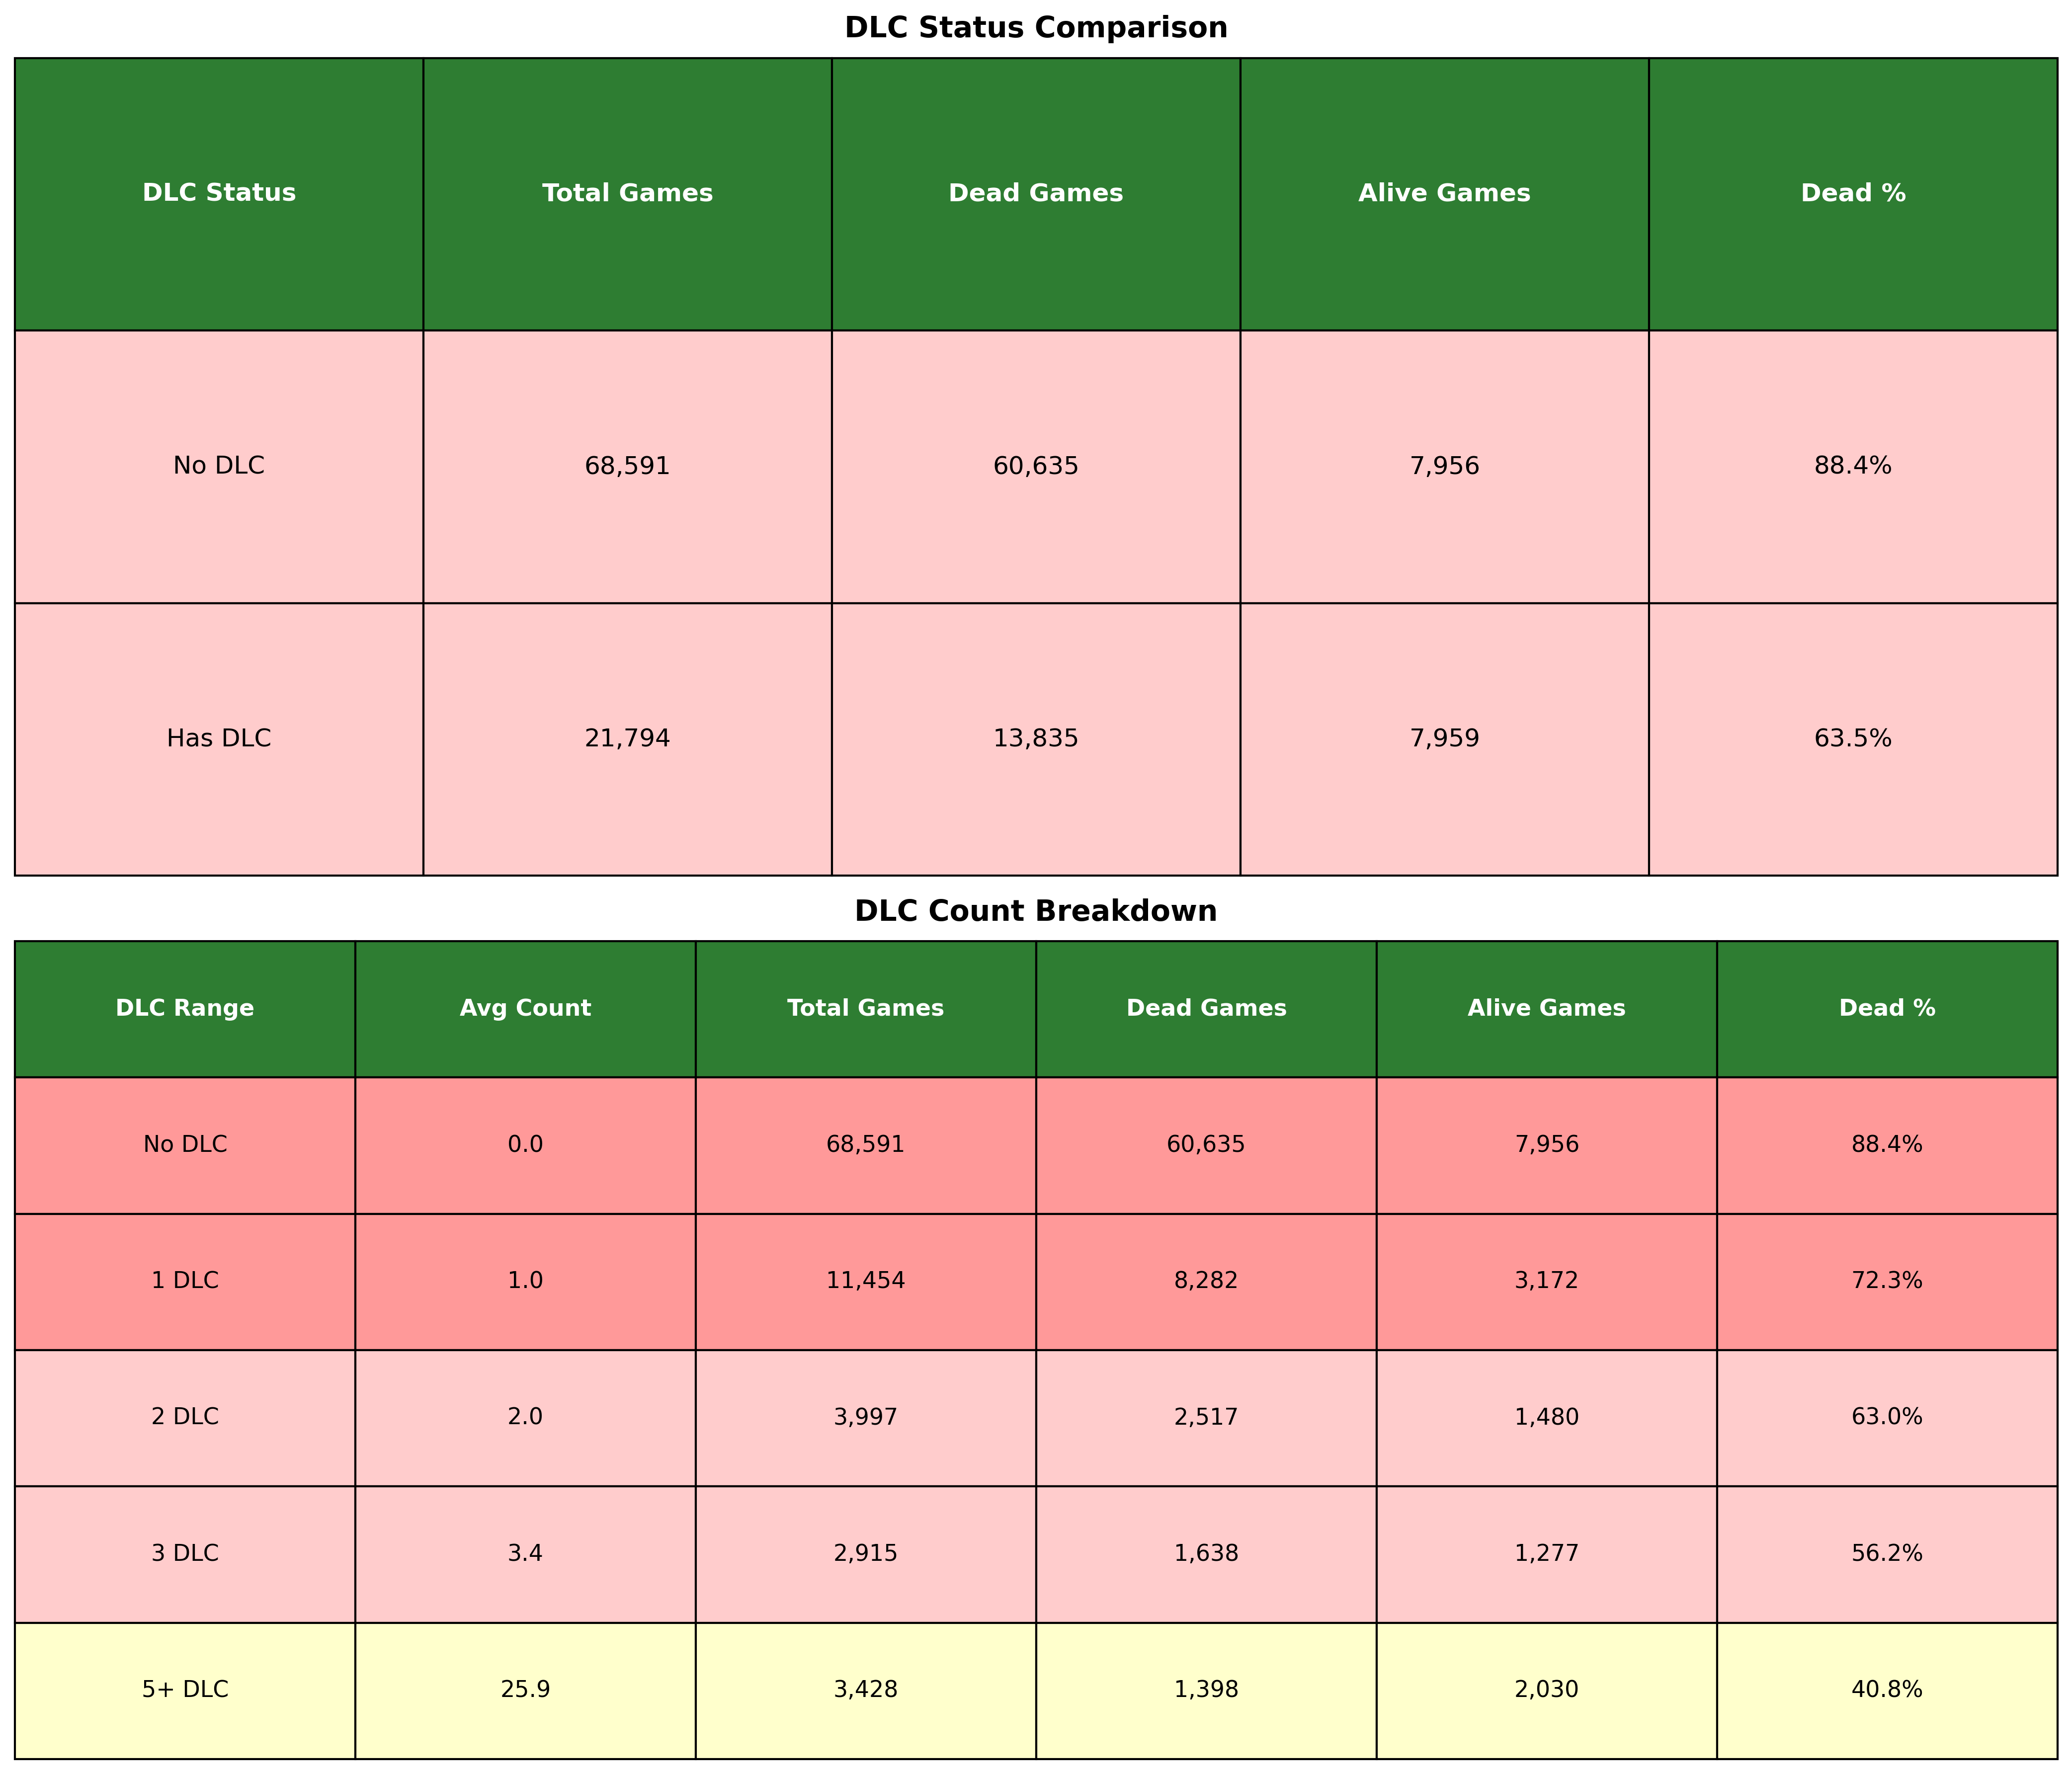 DLC Status Comparison
DLC Status Total Games Dead Games Alive Games Dead %
No DLC 68,591 60,635 7,956 88.4%
Has DLC 21,794 13,835 7,959 63.5%
DLC Count Breakdown
DLC Range Avg Count Total Games Dead Games Alive Games Dead %
No DLC 0.0 68,591 60,635 7,956 88.4%
1 DLC 1.0 11,454 8,282 3,172 72.3%
2 DLC 2.0 3,997 2,517 1,480 63.0%
3 DLC 3.4 2,915 1,638 1,277 56.2%
5+ DLC 25.9 3,428 1,398 2,030 40.8%